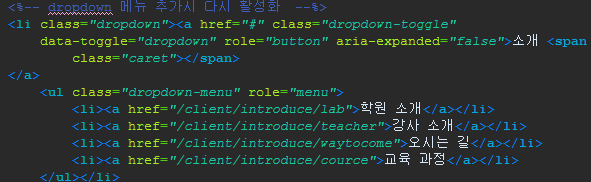 <%-- dropdown 메뉴 추가시 다시 활성화  --%>
<li class="dropdown"><a href="#" class="dropdown-toggle"
data-toggle="dropdown" role="button" aria-expanded="false">소개 <span
class="caret"></span>
</a>
<ul class="dropdown-menu" role="menu">
<li><a href="/client/introduce/lab">학원 소개</a></li>
<li><a href="/client/introduce/teacher">강사 소개</a></li>
<li><a href="/client/introduce/waytocome">오시는 길</a></li>
<li><a href="/client/introduce/cource">교육 과정</a></li>
</ul></li>